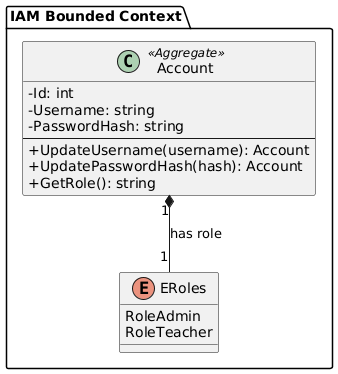 IAM Bounded Context
C «Aggregate»
Account
-Id: int
-Username: string
-PasswordHash: string
+UpdateUsername(username): Account
+UpdatePasswordHash(hash): Account
+GetRole(): string
1
has role
1
E ERoles
RoleAdmin
RoleTeacher